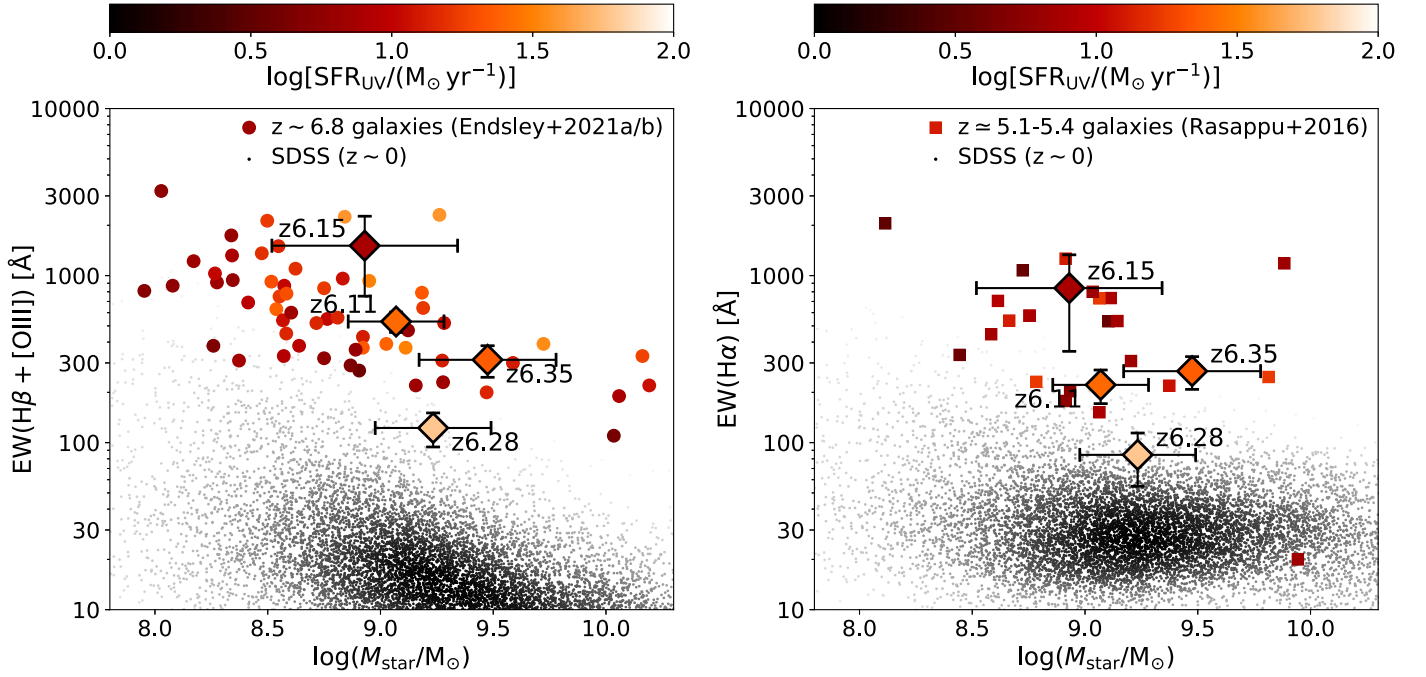 0.0 0.5 1.0 1.5 2.0
log[SFR_UV/(M_⊙ yr⁻¹)]
10000
3000
1000
300
100
30
10
EW(Hβ + [OIII]) [Å]
z ∼ 6.8 galaxies (Endsley+2021a/b)
SDSS (z ∼ 0)
z6.15
z6.11
z6.35
z6.28
8.0 8.5 9.0 9.5 10.0
log(M_star/M_⊙)
0.0 0.5 1.0 1.5 2.0
log[SFR_UV/(M_⊙ yr⁻¹)]
10000
3000
1000
300
100
30
10
EW(Hα) [Å]
z ≃ 5.1-5.4 galaxies (Rasappu+2016)
SDSS (z ∼ 0)
z6.15
z6.35
z6.11
z6.28
8.0 8.5 9.0 9.5 10.0
log(M_star/M_⊙)